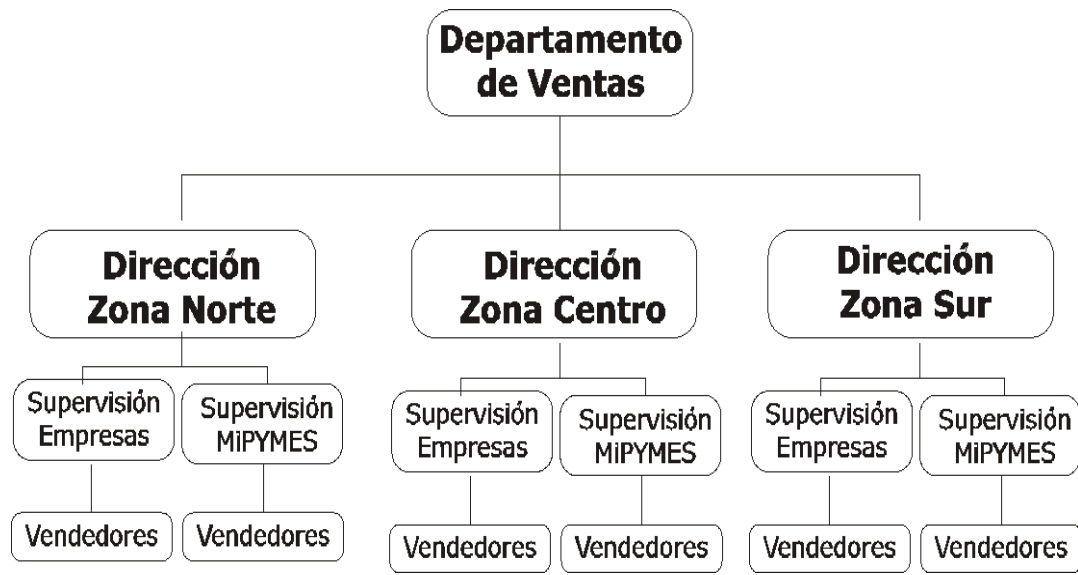 Departamento
de Ventas
Dirección
Zona Norte
Dirección
Zona Centro
Dirección
Zona Sur
Supervisión
Empresas
Supervisión
MiPYMES
Supervisión
Empresas
Supervisión
MiPYMES
Supervisión
Empresas
Supervisión
MiPYMES
Vendedores
Vendedores
Vendedores
Vendedores
Vendedores
Vendedores